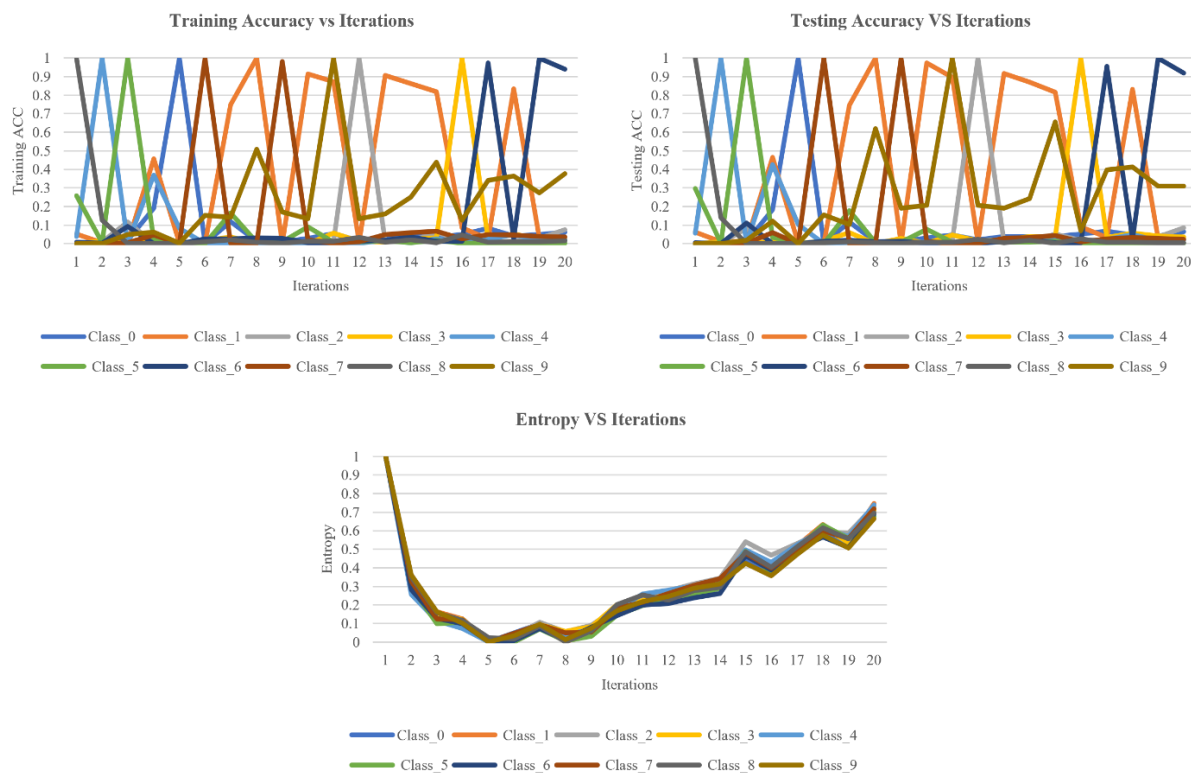 Training Accuracy vs Iterations
1
0.9
0.8
0.7
0.6
0.5
0.4
0.3
0.2
0.1
0
Training ACC
1 2 3 4 5 6 7 8 9 10 11 12 13 14 15 16 17 18 19 20
Iterations
Class_0 Class_1 Class_2 Class_3 Class_4
Class_5 Class_6 Class_7 Class_8 Class_9
Testing Accuracy VS Iterations
1
0.9
0.8
0.7
0.6
0.5
0.4
0.3
0.2
0.1
0
Testing ACC
1 2 3 4 5 6 7 8 9 10 11 12 13 14 15 16 17 18 19 20
Iterations
Class_0 Class_1 Class_2 Class_3 Class_4
Class_5 Class_6 Class_7 Class_8 Class_9
Entropy VS Iterations
1
0.9
0.8
0.7
0.6
0.5
0.4
0.3
0.2
0.1
0
Entropy
1 2 3 4 5 6 7 8 9 10 11 12 13 14 15 16 17 18 19 20
Iterations
Class_0 Class_1 Class_2 Class_3 Class_4
Class_5 Class_6 Class_7 Class_8 Class_9